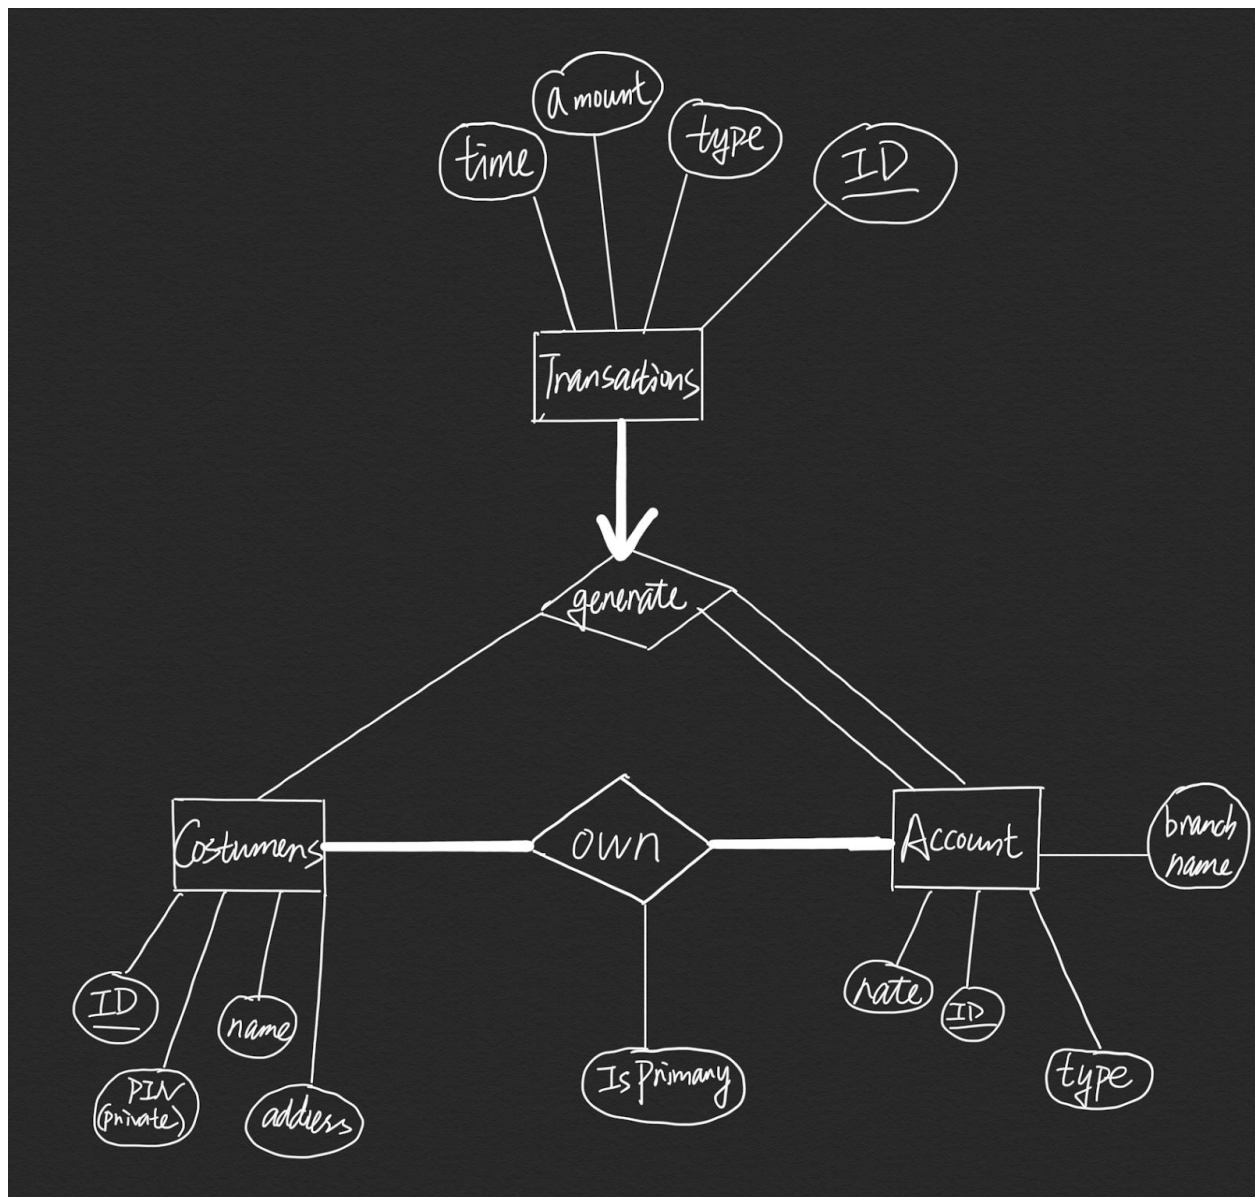 amount
time
type
ID
Transactions
generate
Costumers
own
Account
branch
name
ID
name
rate
ID
PIN
(private)
address
IsPrimary
type